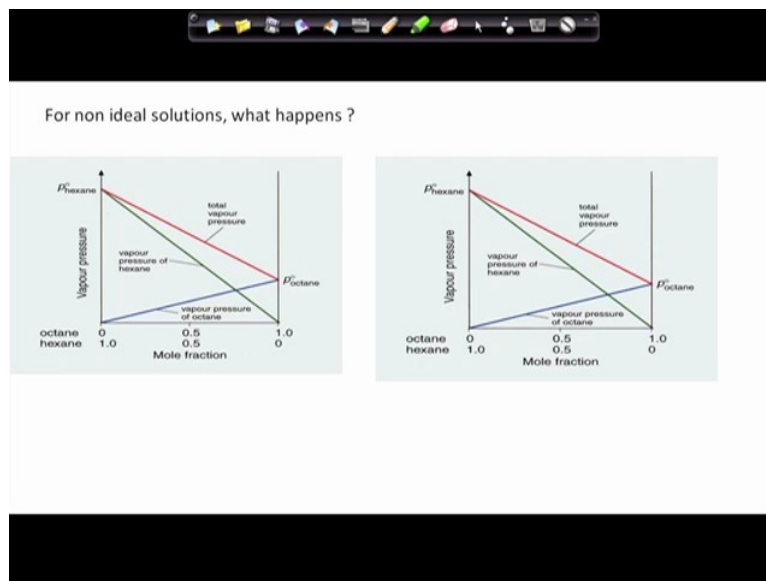 For non ideal solutions, what happens ?
p°hexane
total
vapour
pressure
vapour
pressure of
hexane
Vapour pressure
p°octane
vapour pressure
of octane
octane 0 0.5 1.0
hexane 1.0 0.5 0
Mole fraction
p°hexane
total
vapour
pressure
vapour
pressure of
hexane
Vapour pressure
p°octane
vapour pressure
of octane
octane 0 0.5 1.0
hexane 1.0 0.5 0
Mole fraction